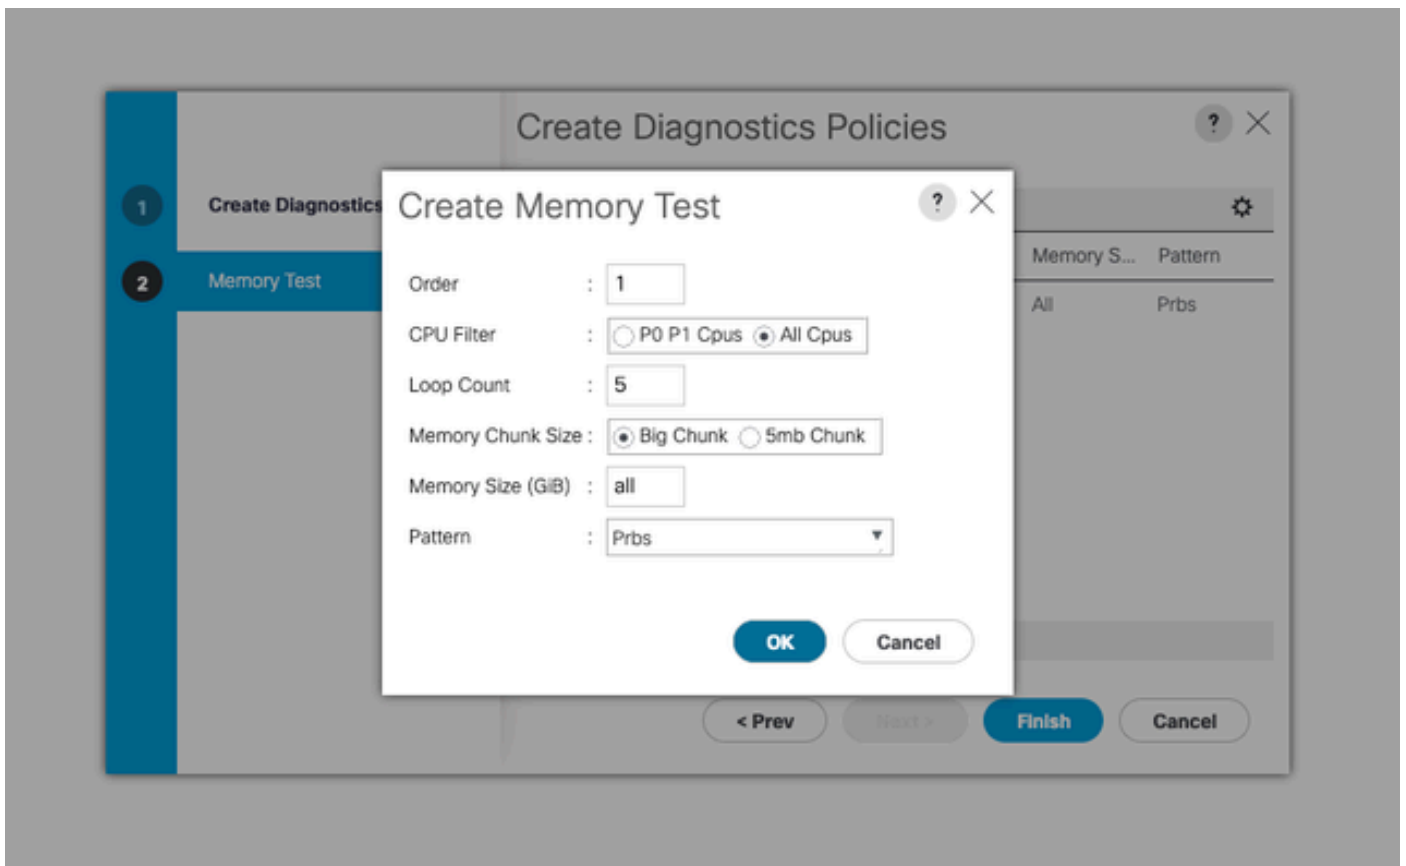 Create Diagnostics Policies
?
1 Create Diagnostics
2 Memory Test
Memory S... Pattern
All Prbs
Create Memory Test
?
Order : 1
CPU Filter : P0 P1 Cpus All Cpus
Loop Count : 5
Memory Chunk Size : Big Chunk 5mb Chunk
Memory Size (GiB) : all
Pattern : Prbs
OK Cancel
< Prev Next > Finish Cancel